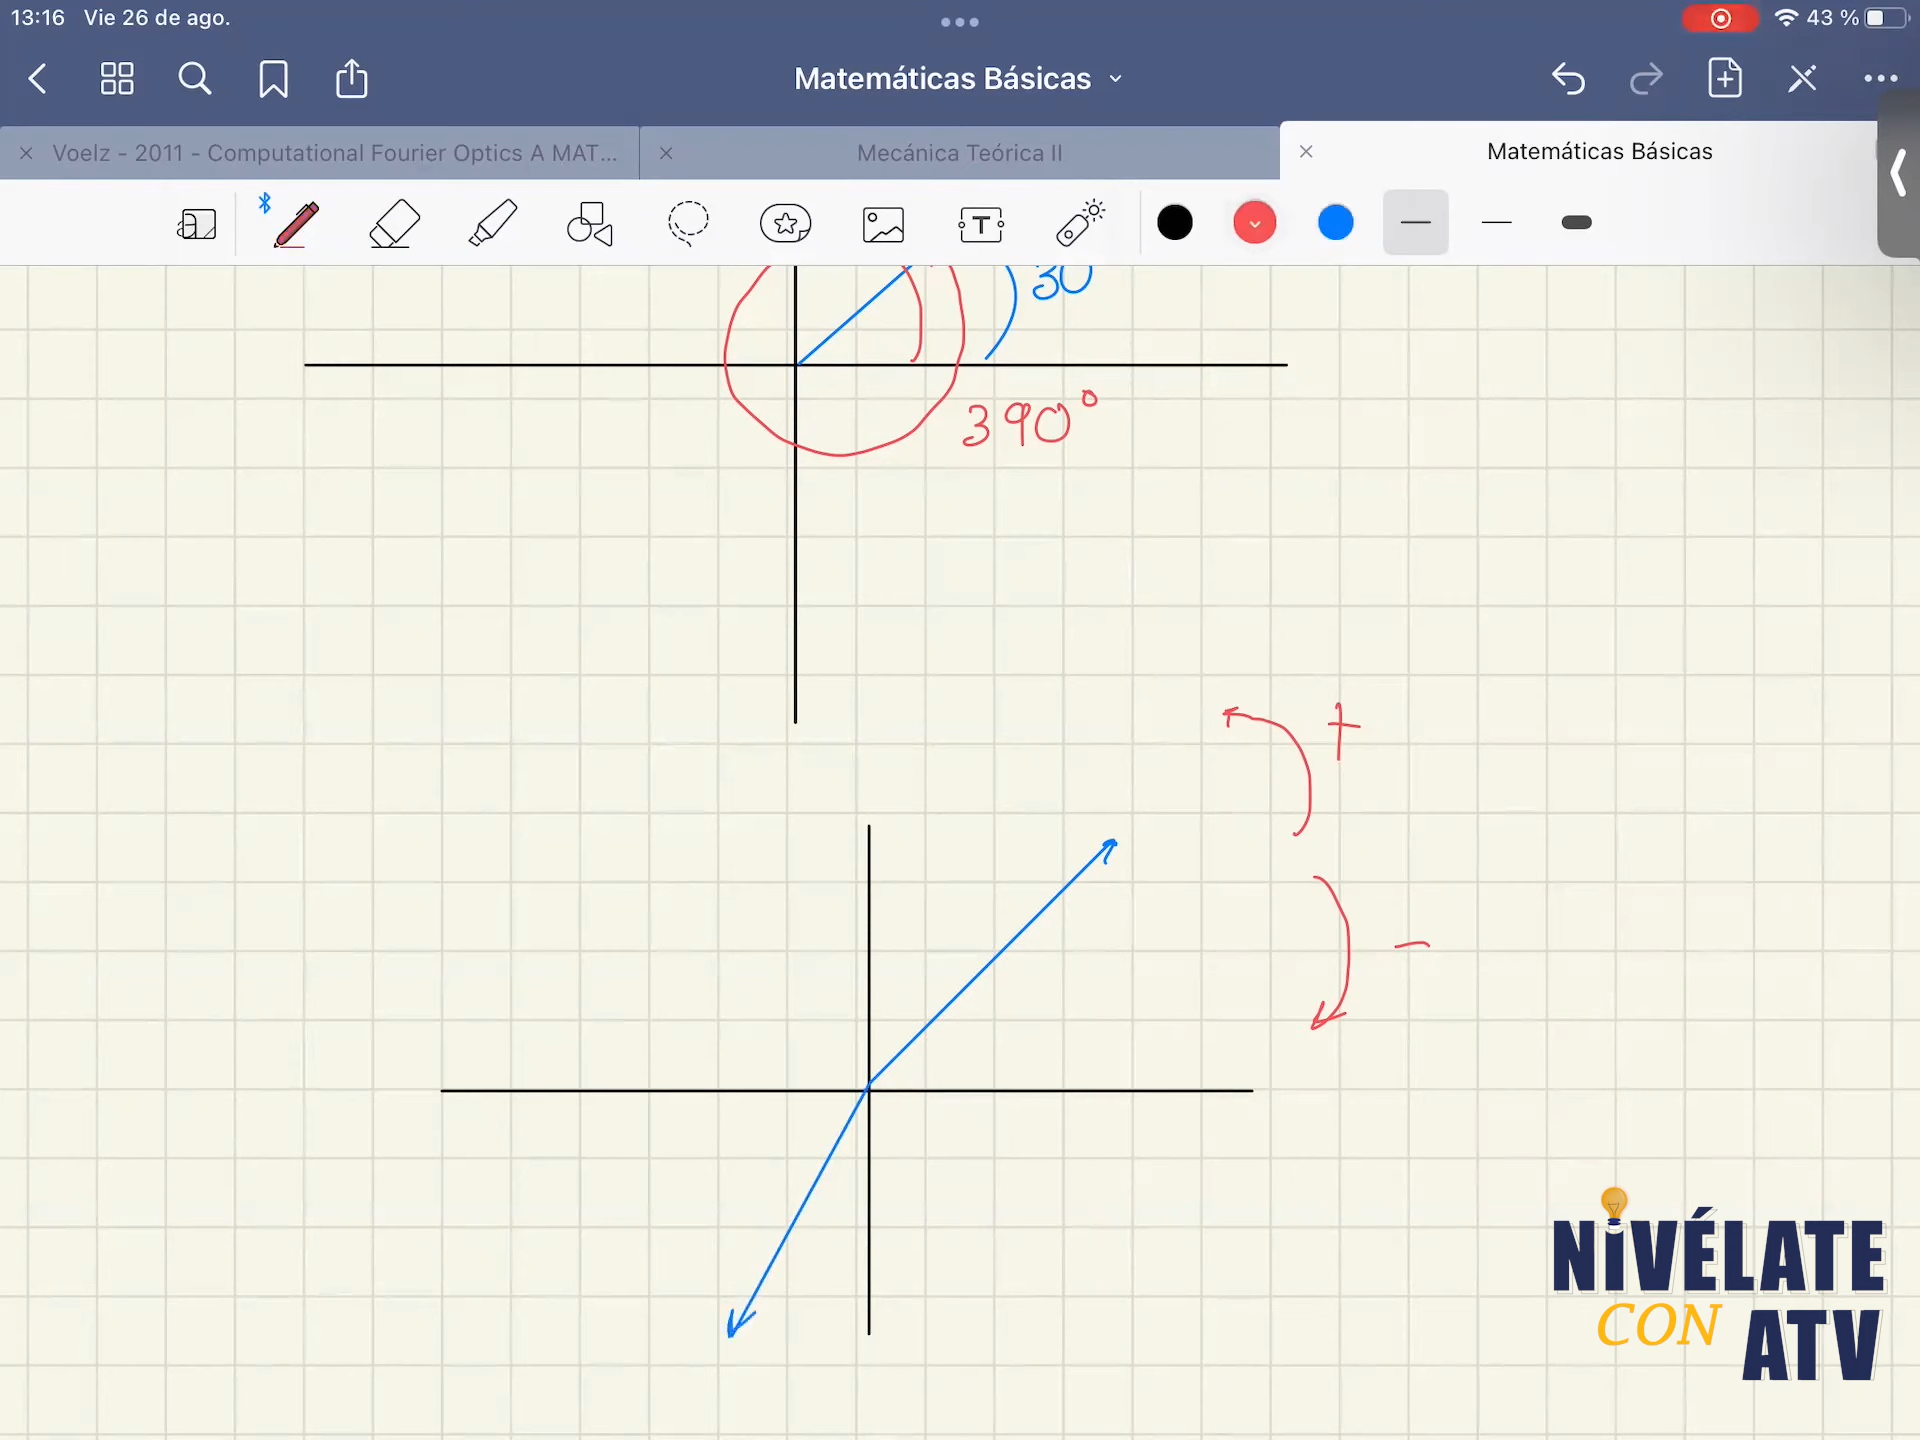 13:16 Vie 26 de ago.
43 %
Matemáticas Básicas
Voelz - 2011 - Computational Fourier Optics A MAT...
Mecánica Teórica II
Matemáticas Básicas
30
390°
+
−
NIVÉLATE
CON
ATV